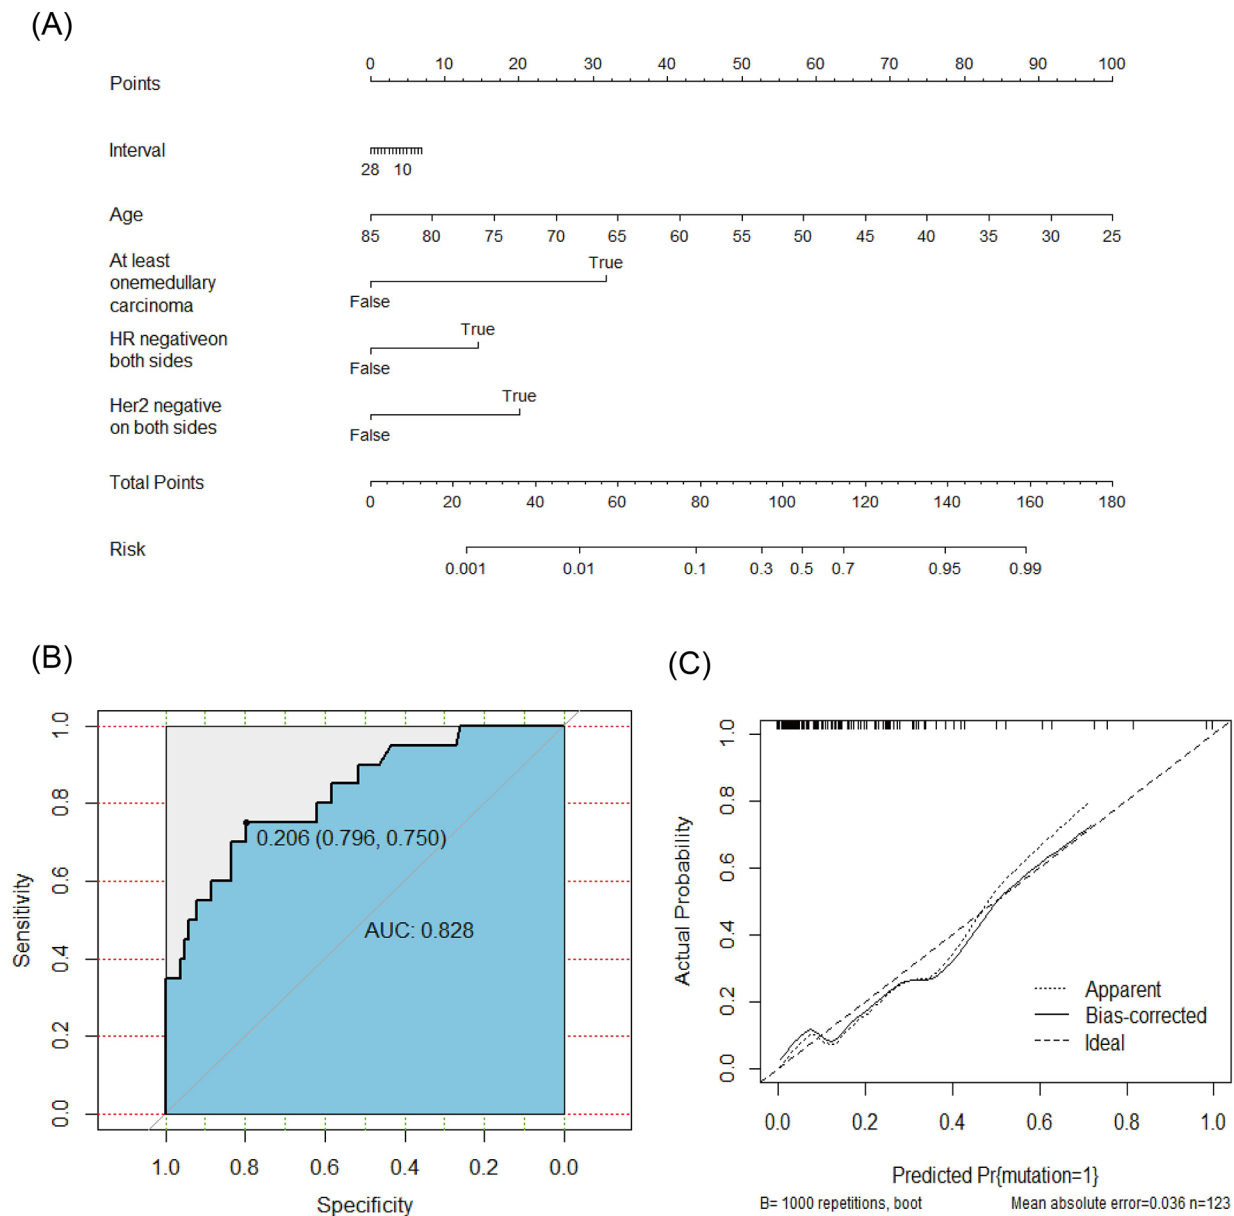 (A)
0 10 20 30 40 50 60 70 80 90 100
Points
Interval
28 10
Age
85 80 75 70 65 60 55 50 45 40 35 30 25
At least
onemedullary
carcinoma
True
False
HR negativeon
both sides
True
False
Her2 negative
on both sides
True
False
Total Points
0 20 40 60 80 100 120 140 160 180
Risk
0.001 0.01 0.1 0.3 0.5 0.7 0.95 0.99
(B)
1.0
0.8
0.6
0.4
0.2
0.0
Sensitivity
0.206 (0.796, 0.750)
AUC: 0.828
1.0 0.8 0.6 0.4 0.2 0.0
Specificity
(C)
1.0
0.8
0.6
0.4
0.2
0.0
Actual Probability
Apparent
Bias-corrected
Ideal
0.0 0.2 0.4 0.6 0.8 1.0
Predicted Pr{mutation=1}
B= 1000 repetitions, boot
Mean absolute error=0.036 n=123